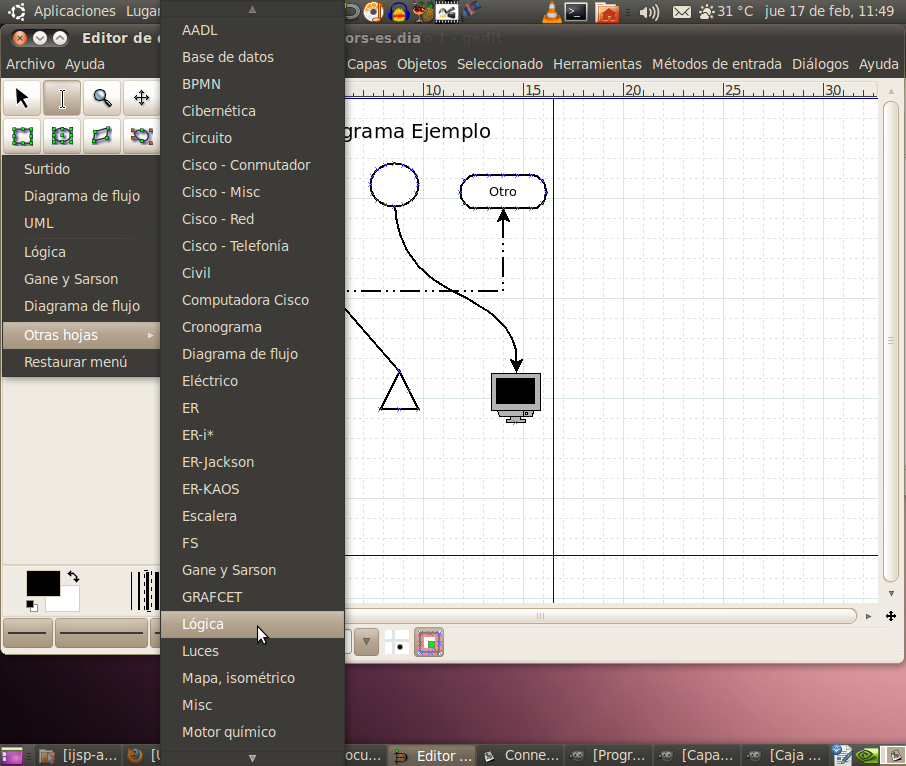 Aplicaciones Lugar
31 °C jue 17 de feb, 11:49
Editor de ors-es.dia
Archivo Ayuda
Capas Objetos Seleccionado Herramientas Métodos de entrada Diálogos Ayuda
10 15 20 25 30
grama Ejemplo
Otro
Surtido
Diagrama de flujo
UML
Lógica
Gane y Sarson
Diagrama de flujo
Otras hojas
Restaurar menú
AADL
Base de datos
BPMN
Cibernética
Circuito
Cisco - Conmutador
Cisco - Misc
Cisco - Red
Cisco - Telefonía
Civil
Computadora Cisco
Cronograma
Diagrama de flujo
Eléctrico
ER
ER-i*
ER-Jackson
ER-KAOS
Escalera
FS
Gane y Sarson
GRAFCET
Lógica
Luces
Mapa, isométrico
Misc
Motor químico
[ijsp-a... [U ocu... Editor ... Conne... [Progr... [Capa... [Caja ...